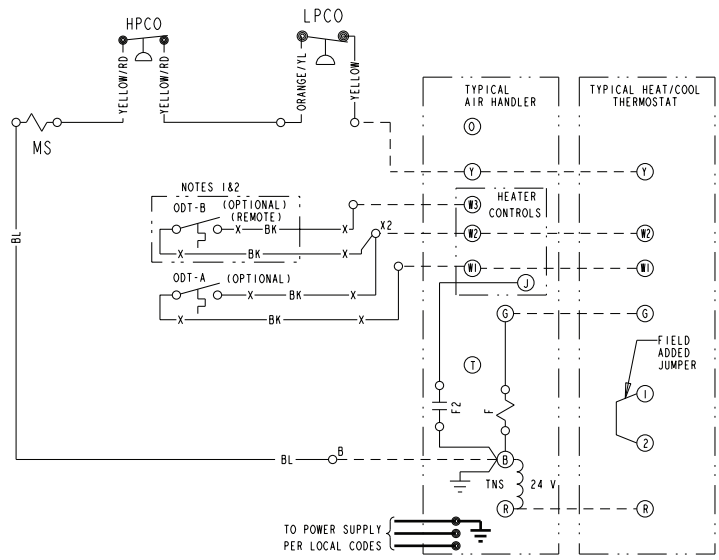 HPCO
LPCO
YELLOW/RD
YELLOW/RD
ORANGE/YL
YELLOW
MS
TYPICAL
AIR HANDLER
TYPICAL HEAT/COOL
THERMOSTAT
O
Y
Y
NOTES 1&2
ODT-B (OPTIONAL)
(REMOTE)
X BK X
X BK X
X2
W3
HEATER
CONTROLS
W2
W2
W1
W1
ODT-A (OPTIONAL)
X BK X
X BK X
J
G
G
BL
T
FIELD
ADDED
JUMPER
1
2
F2
F
BL
B
B
TNS 24 V
R
R
TO POWER SUPPLY
PER LOCAL CODES